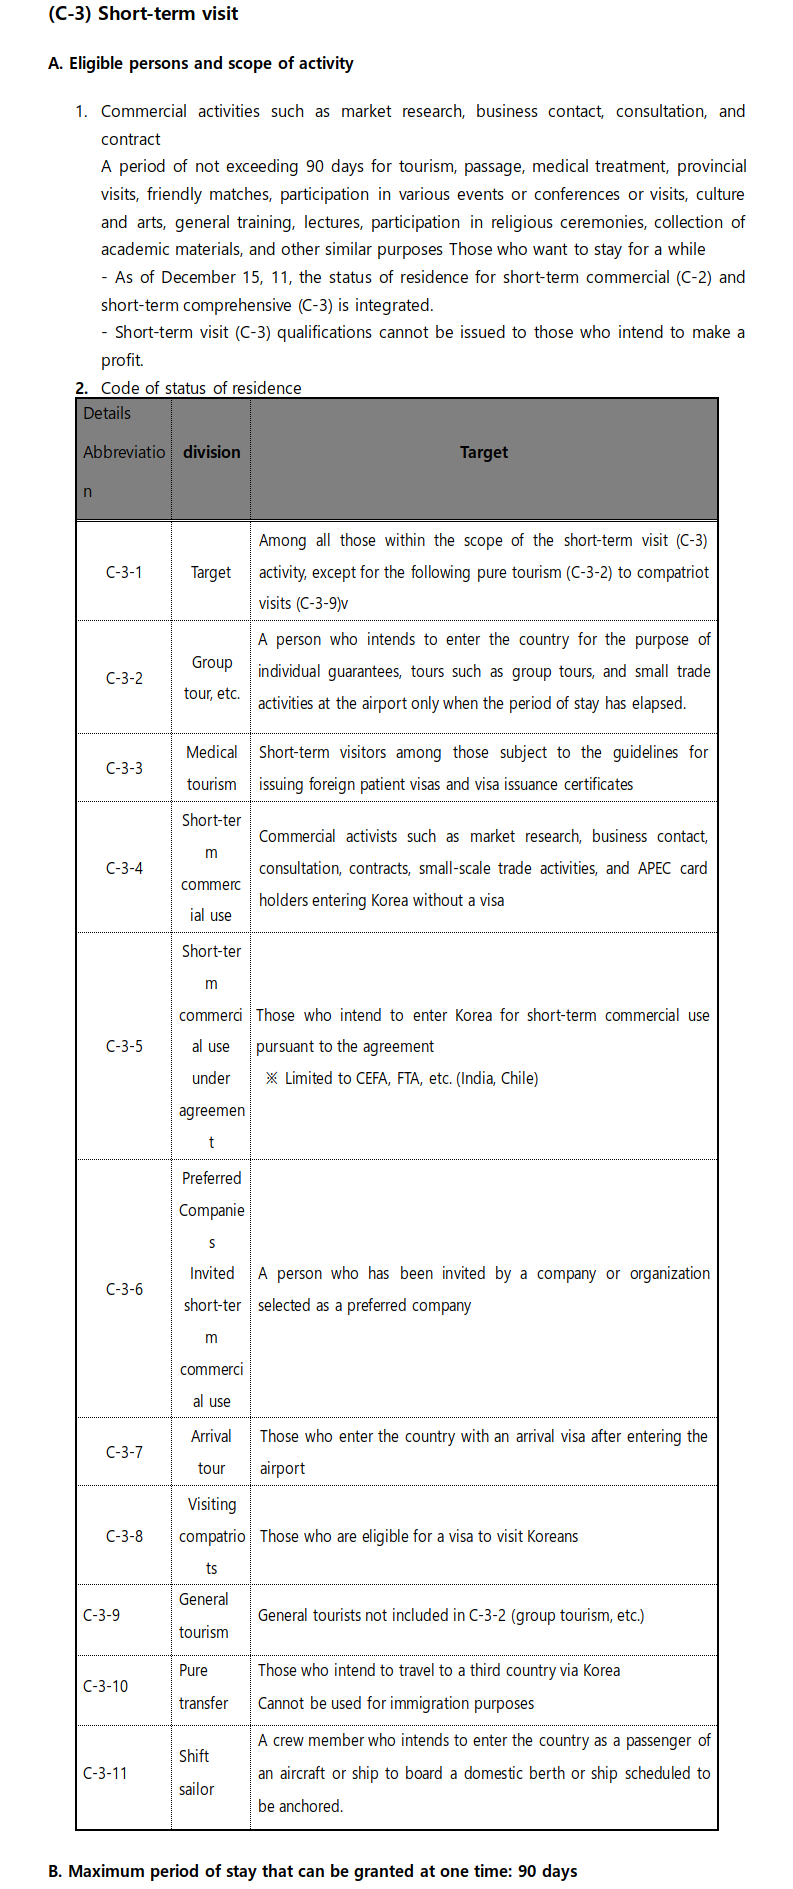 (C-3) Short-term visit
A. Eligible persons and scope of activity
1. Commercial activities such as market research, business contact, consultation, and
contract
A period of not exceeding 90 days for tourism, passage, medical treatment, provincial
visits, friendly matches, participation in various events or conferences or visits, culture
and arts, general training, lectures, participation in religious ceremonies, collection of
academic materials, and other similar purposes Those who want to stay for a while
- As of December 15, 11, the status of residence for short-term commercial (C-2) and
short-term comprehensive (C-3) is integrated.
- Short-term visit (C-3) qualifications cannot be issued to those who intend to make a
profit.
2. Code of status of residence
Details
Abbreviatio
n
division
Target
C-3-1
Target
Among all those within the scope of the short-term visit (C-3)
activity, except for the following pure tourism (C-3-2) to compatriot
visits (C-3-9)v
C-3-2
Group
tour, etc.
A person who intends to enter the country for the purpose of
individual guarantees, tours such as group tours, and small trade
activities at the airport only when the period of stay has elapsed.
C-3-3
Medical
tourism
Short-term visitors among those subject to the guidelines for
issuing foreign patient visas and visa issuance certificates
C-3-4
Short-ter
m
commerc
ial use
Commercial activists such as market research, business contact,
consultation, contracts, small-scale trade activities, and APEC card
holders entering Korea without a visa
C-3-5
Short-ter
m
commerci
al use
under
agreemen
t
Those who intend to enter Korea for short-term commercial use
pursuant to the agreement
※ Limited to CEFA, FTA, etc. (India, Chile)
C-3-6
Preferred
Companie
s
Invited
short-ter
m
commerci
al use
A person who has been invited by a company or organization
selected as a preferred company
C-3-7
Arrival
tour
Those who enter the country with an arrival visa after entering the
airport
C-3-8
Visiting
compatrio
ts
Those who are eligible for a visa to visit Koreans
C-3-9
General
tourism
General tourists not included in C-3-2 (group tourism, etc.)
C-3-10
Pure
transfer
Those who intend to travel to a third country via Korea
Cannot be used for immigration purposes
C-3-11
Shift
sailor
A crew member who intends to enter the country as a passenger of
an aircraft or ship to board a domestic berth or ship scheduled to
be anchored.
B. Maximum period of stay that can be granted at one time: 90 days